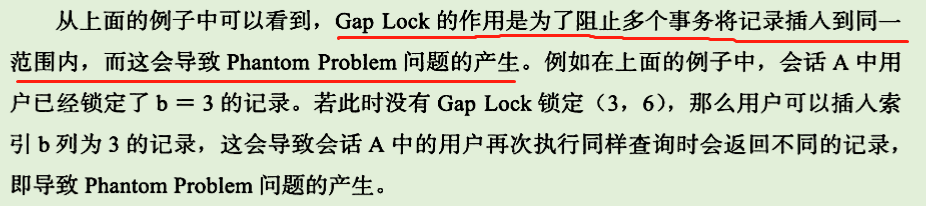 从上面的例子中可以看到，Gap Lock 的作用是为了阻止多个事务将记录插入到同一
范围内，而这会导致 Phantom Problem 问题的产生。例如在上面的例子中，会话 A 中用
户已经锁定了 b＝3 的记录。若此时没有 Gap Lock 锁定（3，6），那么用户可以插入索
引 b 列为 3 的记录，这会导致会话 A 中的用户再次执行同样查询时会返回不同的记录，
即导致 Phantom Problem 问题的产生。